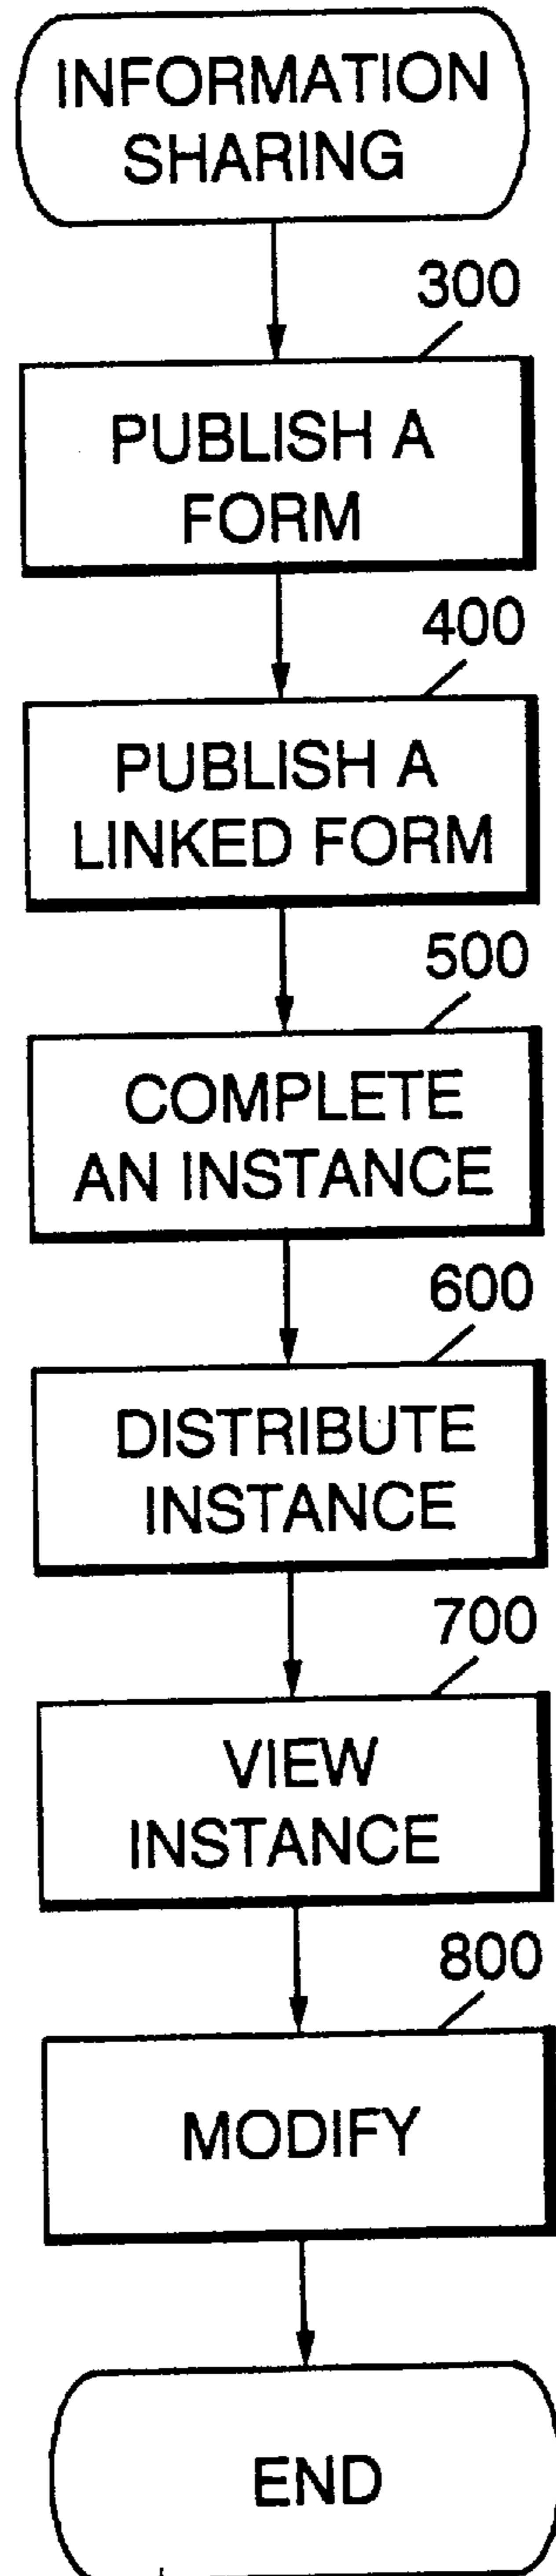 INFORMATION
SHARING
300
PUBLISH A
FORM
400
PUBLISH A
LINKED FORM
500
COMPLETE
AN INSTANCE
600
DISTRIBUTE
INSTANCE
700
VIEW
INSTANCE
800
MODIFY
END